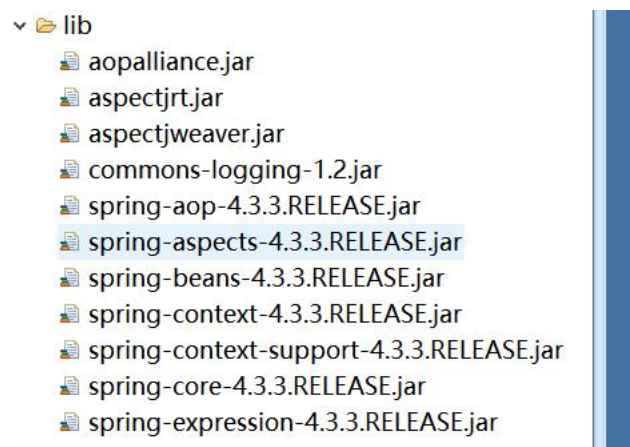 lib
aopalliance.jar
aspectjrt.jar
aspectjweaver.jar
commons-logging-1.2.jar
spring-aop-4.3.3.RELEASE.jar
spring-aspects-4.3.3.RELEASE.jar
spring-beans-4.3.3.RELEASE.jar
spring-context-4.3.3.RELEASE.jar
spring-context-support-4.3.3.RELEASE.jar
spring-core-4.3.3.RELEASE.jar
spring-expression-4.3.3.RELEASE.jar